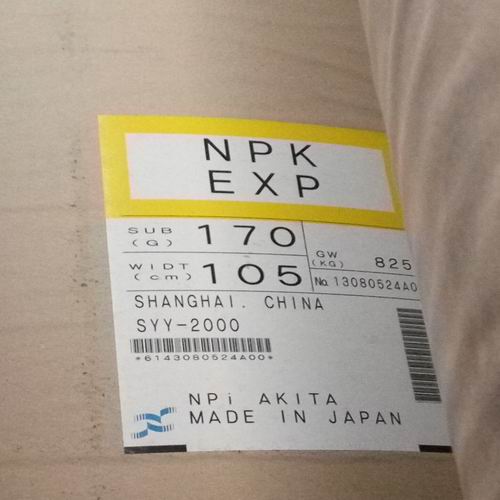 NPK
EXP
SUB (G) 170
GW (KG) 825
WIDT (cm) 105
No. 13080524A0
SHANGHAI. CHINA
SYY-2000
*6143080524A00*
NPi AKITA
MADE IN JAPAN